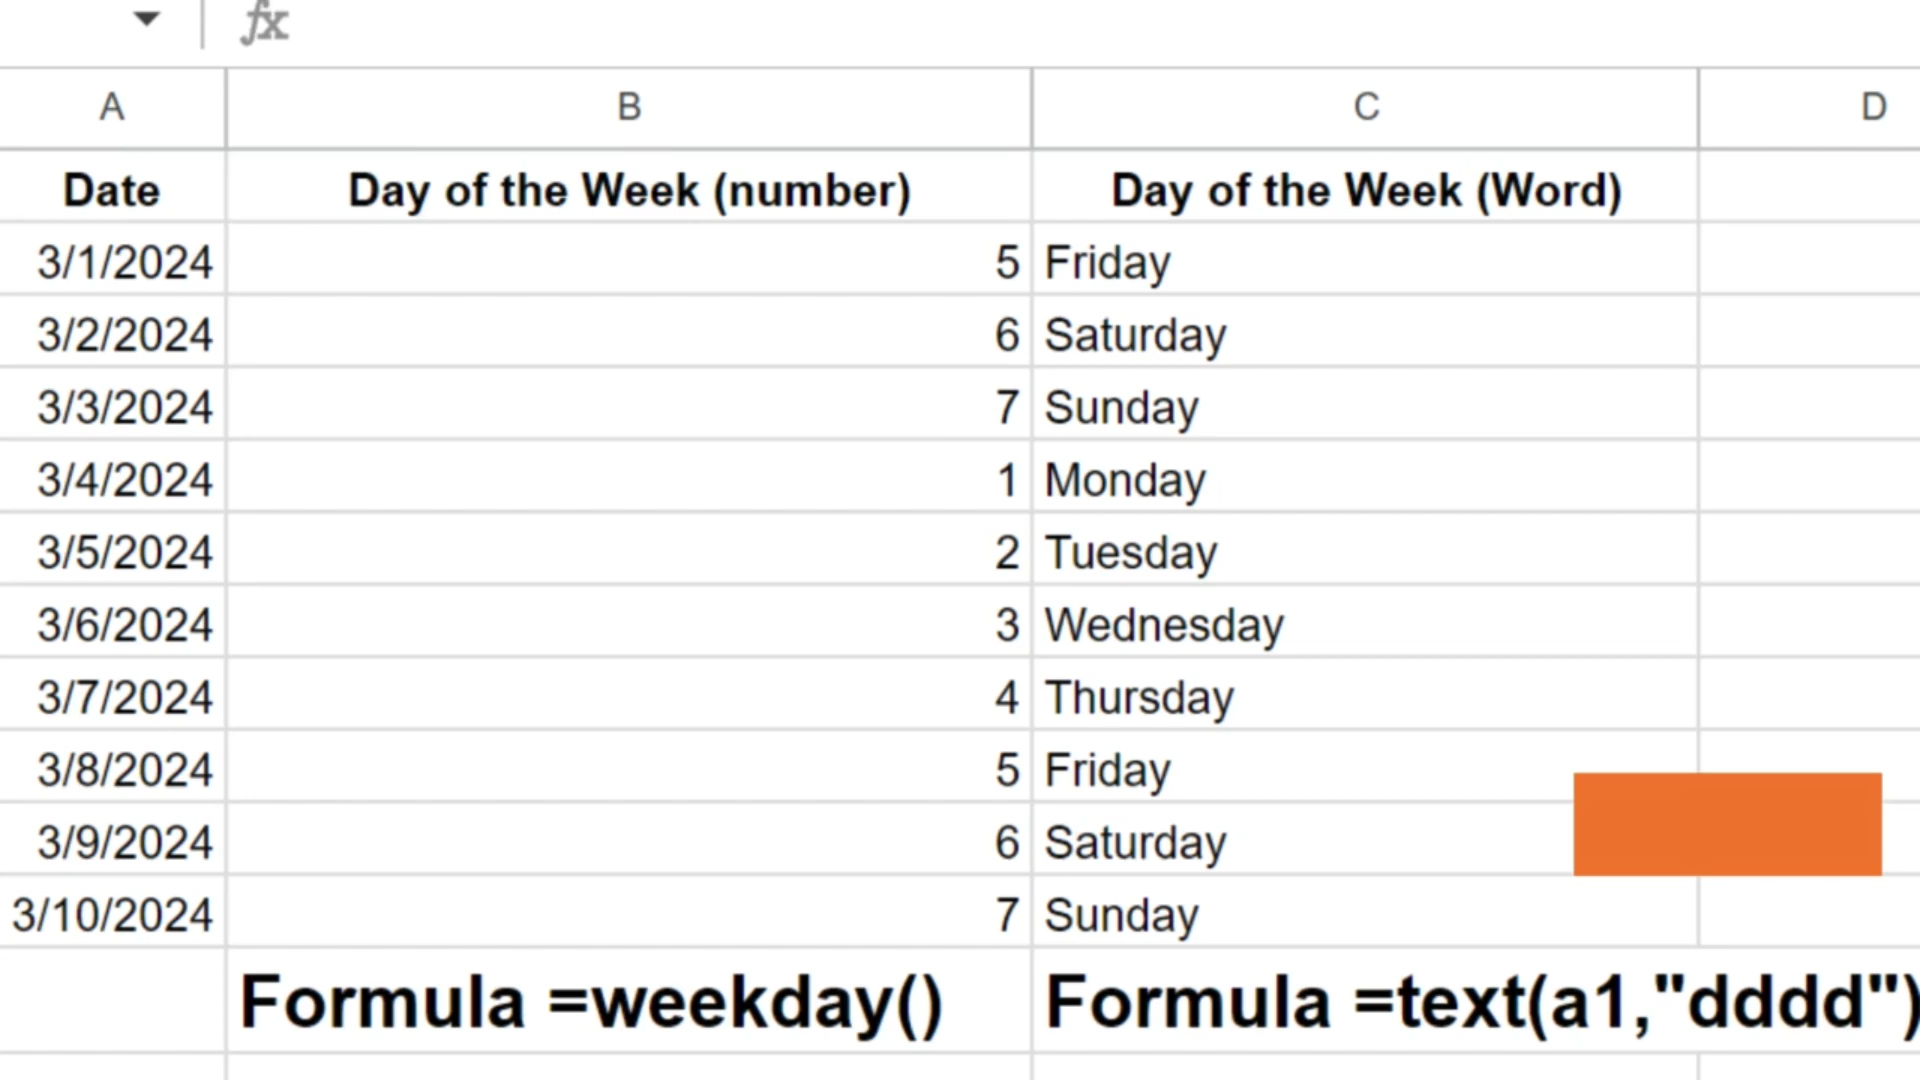 fx
A B C D
Date Day of the Week (number) Day of the Week (Word)
3/1/2024 5 Friday
3/2/2024 6 Saturday
3/3/2024 7 Sunday
3/4/2024 1 Monday
3/5/2024 2 Tuesday
3/6/2024 3 Wednesday
3/7/2024 4 Thursday
3/8/2024 5 Friday
3/9/2024 6 Saturday
3/10/2024 7 Sunday
Formula =weekday() Formula =text(a1,"dddd")